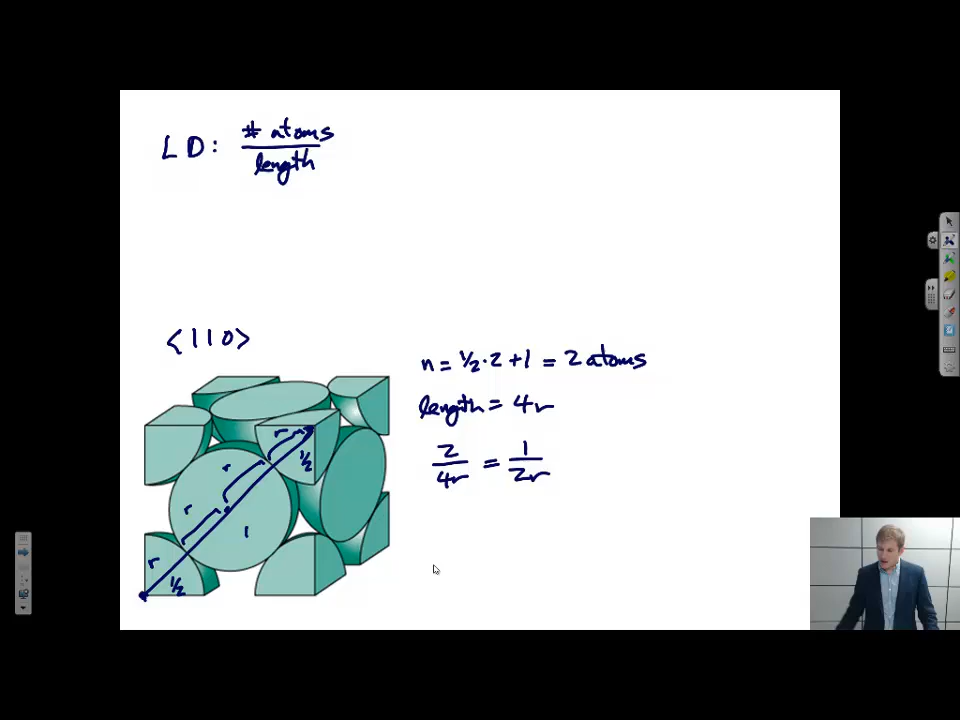 LD: # atoms / length
<110>
n = 1/2 · 2 + 1 = 2 atoms
length = 4r
2/4r = 1/2r
r
1/2
r
r
1
r
1/2